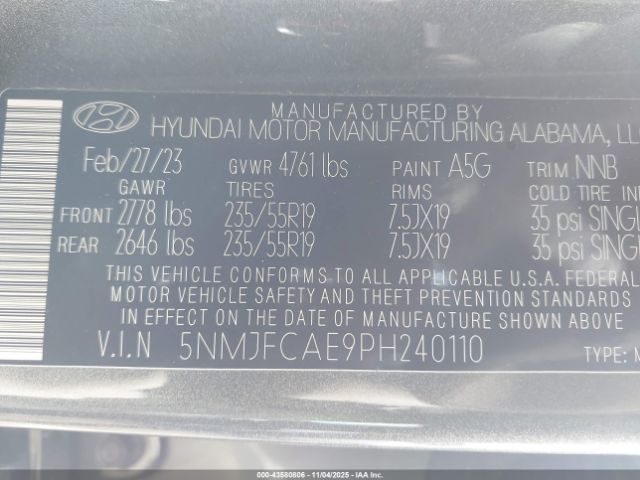 MANUFACTURED BY
HYUNDAI MOTOR MANUFACTURING ALABAMA, LL
Feb/27/23 GVWR 4761 lbs PAINT A5G TRIM NNB
GAWR TIRES RIMS COLD TIRE IN
FRONT 2778 lbs 235/55R19 7.5JX19 35 psi SINGL
REAR 2646 lbs 235/55R19 7.5JX19 35 psi SINGL
THIS VEHICLE CONFORMS TO ALL APPLICABLE U.S.A. FEDERAL
MOTOR VEHICLE SAFETY AND THEFT PREVENTION STANDARDS
IN EFFECT ON THE DATE OF MANUFACTURE SHOWN ABOVE.
V.I.N 5NMJFCAE9PH240110
TYPE: M
000-43580806 - 11/04/2025 - IAAI.COM